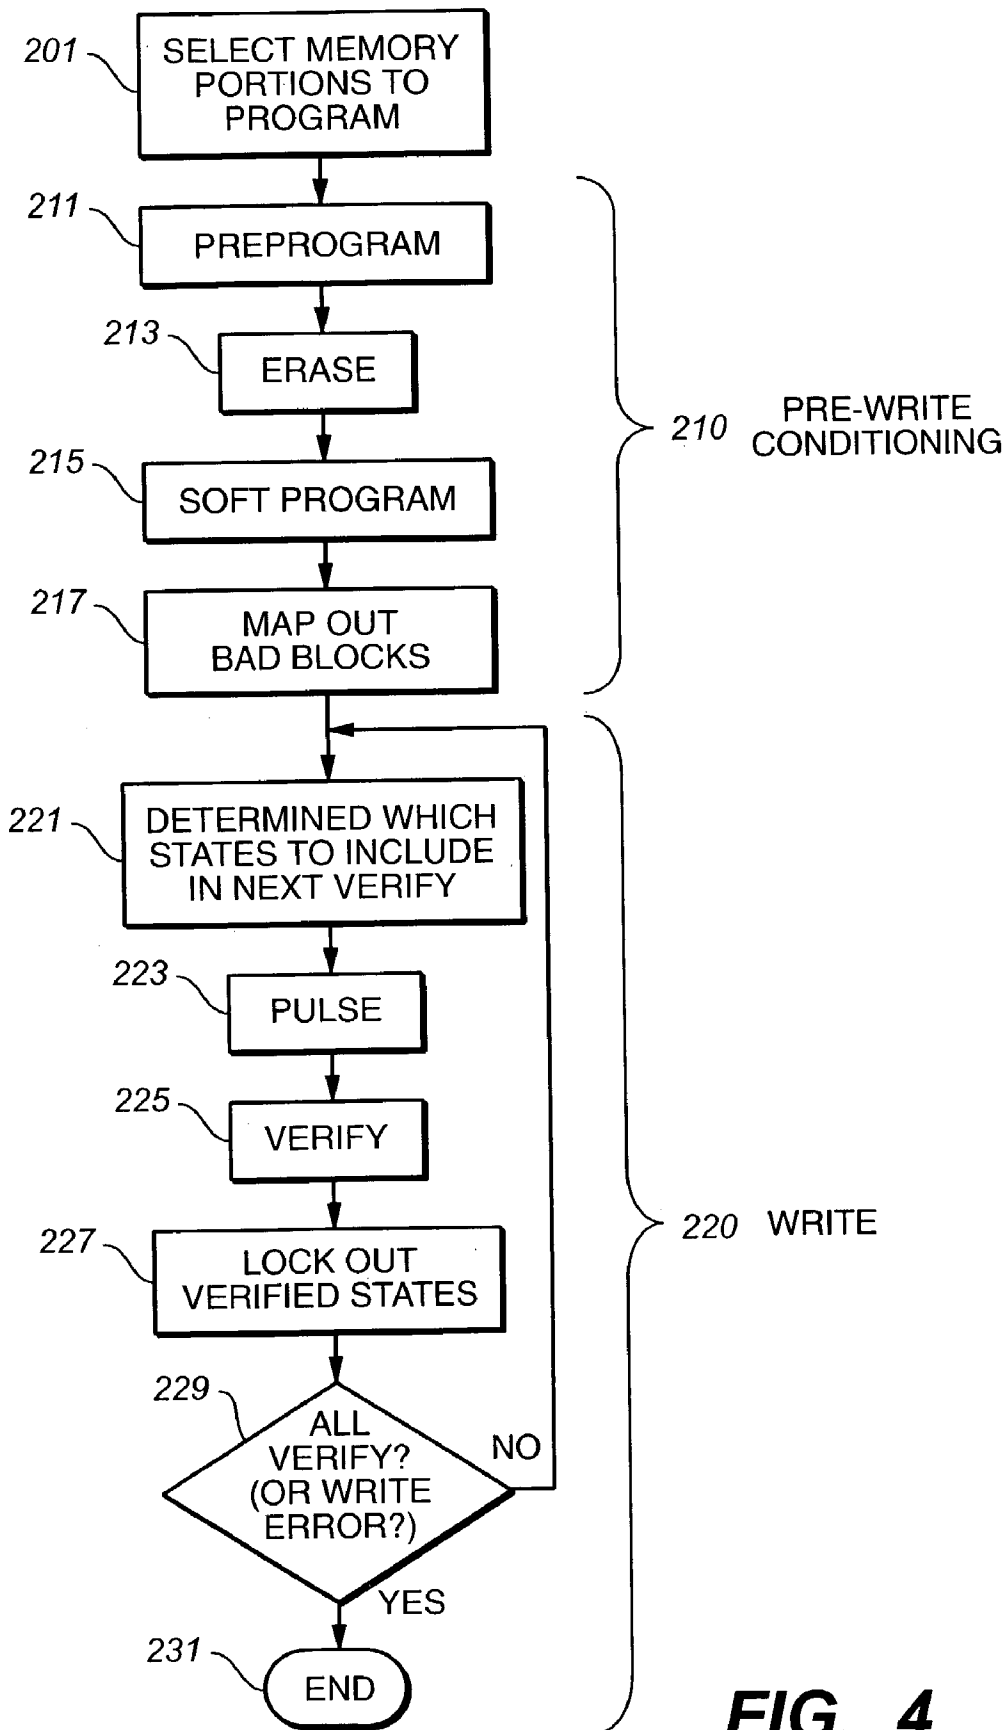 201
SELECT MEMORY
PORTIONS TO
PROGRAM
211
PREPROGRAM
213
ERASE
215
SOFT PROGRAM
217
MAP OUT
BAD BLOCKS
210
PRE-WRITE
CONDITIONING
221
DETERMINED WHICH
STATES TO INCLUDE
IN NEXT VERIFY
223
PULSE
225
VERIFY
227
LOCK OUT
VERIFIED STATES
220 WRITE
229
ALL
VERIFY?
(OR WRITE
ERROR?)
NO
YES
231
END
FIG_4